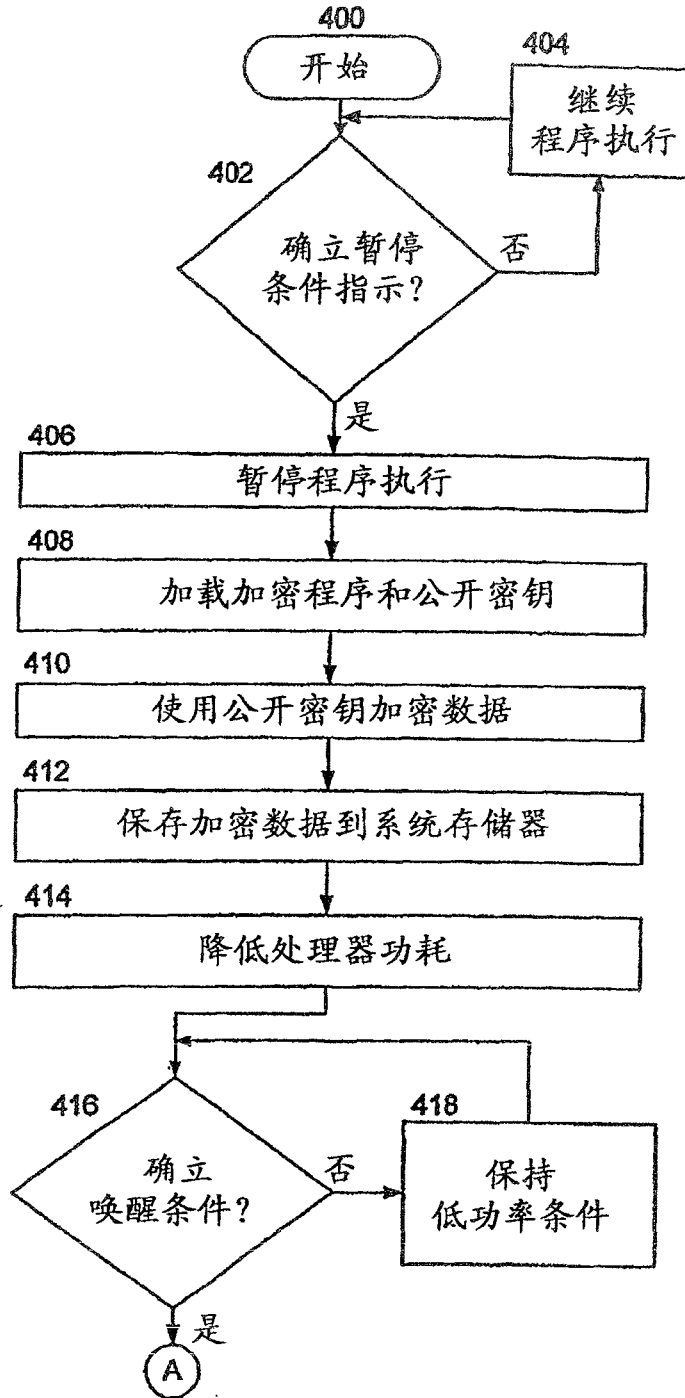 400
开始
404
继续
程序执行
402
确立暂停
条件指示?
否
是
406
暂停程序执行
408
加载加密程序和公开密钥
410
使用公开密钥加密数据
412
保存加密数据到系统存储器
414
降低处理器功耗
416
确立
唤醒条件?
否
418
保持
低功率条件
是
A